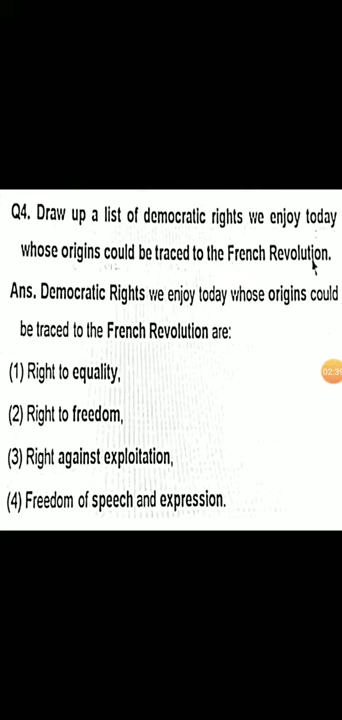 Q4. Draw up a list of democratic rights we enjoy today
whose origins could be traced to the French Revolution.
Ans. Democratic Rights we enjoy today whose origins could
be traced to the French Revolution are:
(1) Right to equality,
02:39
(2) Right to freedom,
(3) Right against exploitation,
(4) Freedom of speech and expression.